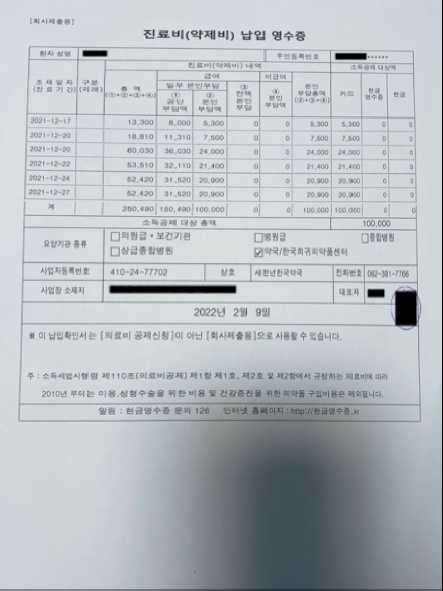 [회사제출용]
진료비(약제비) 납입 영수증
환자 성명 주민등록번호 ······
진료비(약제비) 내역 소득공제 대상액
조제일자 (진료기간) 구분 (외래) 총 액 (①+②+③+④) 급여 비급여 본인 부담총액 (②+③+④) 카드 현금 영수증 현금
일부 본인부담 ③ 전액 본인 부담 ④ 본인 부담액
① 공단 부담액 ② 본인 부담액
2021-12-17 13,300 8,000 5,300 0 0 5,300 5,300 0 0
2021-12-20 18,810 11,310 7,500 0 0 7,500 7,500 0 0
2021-12-20 60,030 36,030 24,000 0 0 24,000 24,000 0 0
2021-12-22 53,510 32,110 21,400 0 0 21,400 21,400 0 0
2021-12-24 52,420 31,520 20,900 0 0 20,900 20,900 0 0
2021-12-27 52,420 31,520 20,900 0 0 20,900 20,900 0 0
계 250,490 150,490 100,000 0 0 100,000 100,000 0 0
소득공제 대상 총액 100,000
요양기관 종류 □의원급·보건기관 □병원급 □종합병원
□상급종합병원 ☑약국/한국희귀의약품센터
사업자등록번호 410-24-77702 상호 새런년한국약국 전화번호 062-381-7766
사업장 소재지 대표자
2022년 2월 9일
※ 이 납입확인서는 [의료비 공제신청]이 아닌 [회사제출용]으로 사용할 수 있습니다.
주 : 소득세법시행령 제110조(의료비공제) 제1항 제1호, 제2호 및 제2항에서 규정하는 의료비에 따라
2010년 부터는 미용.성형수술을 위한 비용 및 건강증진을 위한 의약품 구입비용은 제외됩니다.
알림 : 현금영수증 문의 126 인터넷 홈페이지 : http://현금영수증.kr